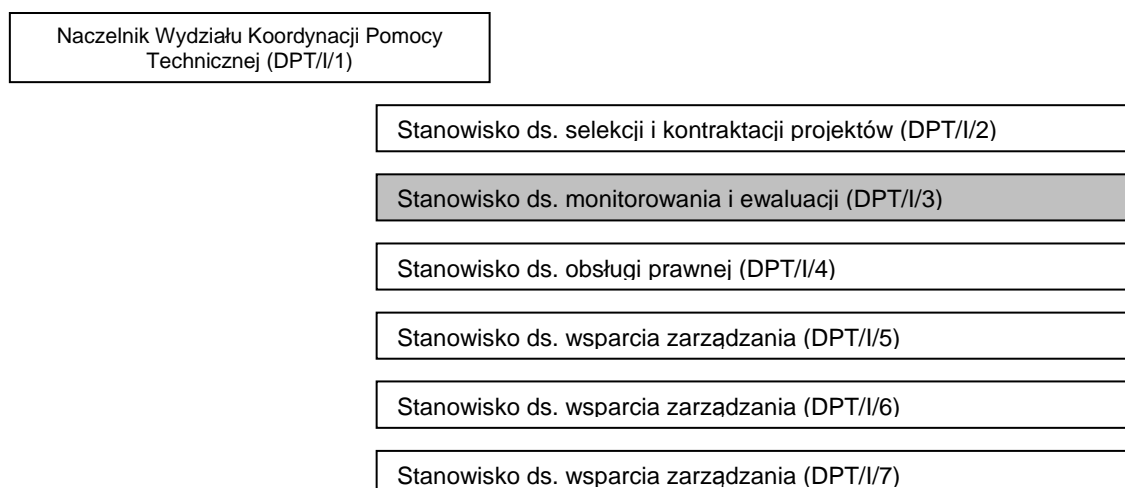 Naczelnik Wydziału Koordynacji Pomocy
Technicznej (DPT/I/1)
Stanowisko ds. selekcji i kontraktacji projektów (DPT/I/2)
Stanowisko ds. monitorowania i ewaluacji (DPT/I/3)
Stanowisko ds. obsługi prawnej (DPT/I/4)
Stanowisko ds. wsparcia zarządzania (DPT/I/5)
Stanowisko ds. wsparcia zarządzania (DPT/I/6)
Stanowisko ds. wsparcia zarządzania (DPT/I/7)